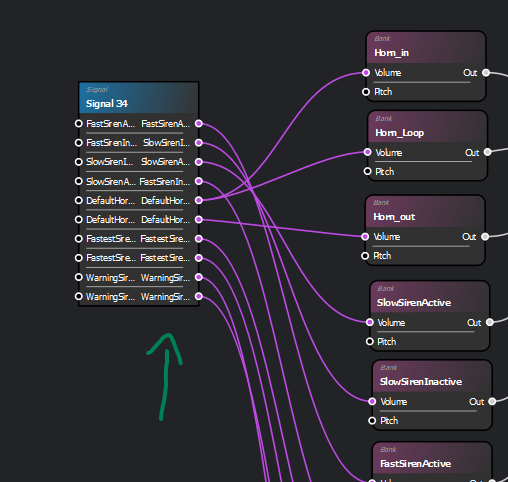 Signal
Signal 34
FastSirenA... FastSirenA...
FastSirenIn... SlowSirenI...
SlowSirenI... SlowSirenA...
SlowSirenA... FastSirenIn...
DefaultHor... DefaultHor...
DefaultHor... DefaultHor...
FastestSire... FastestSire...
FastestSire... FastestSire...
WarningSir... WarningSir...
WarningSir... WarningSir...
Bank
Horn_in
Volume Out
Pitch
Bank
Horn_Loop
Volume Out
Pitch
Bank
Horn_out
Volume Out
Pitch
Bank
SlowSirenActive
Volume Out
Pitch
Bank
SlowSirenInactive
Volume Out
Pitch
Bank
FastSirenActive